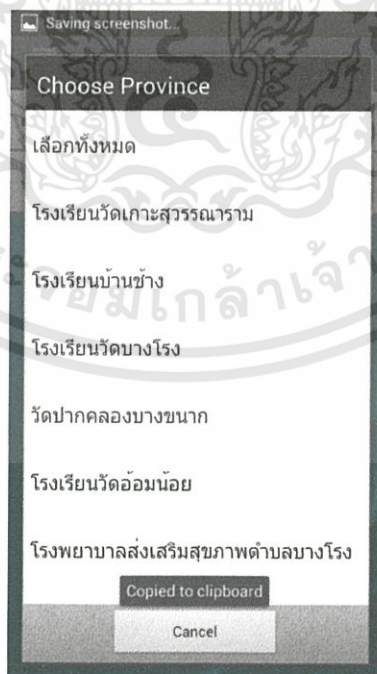 Saving screenshot...
Choose Province
เลือกทั้งหมด
โรงเรียนวัดเกาะสุวรรณาราม
โรงเรียนบ้านช้าง
โรงเรียนวัดบางโรง
วัดปากคลองบางขนาก
โรงเรียนวัดอ้อมน้อย
โรงพยาบาลส่งเสริมสุขภาพตำบลบางโรง
Copied to clipboard
Cancel